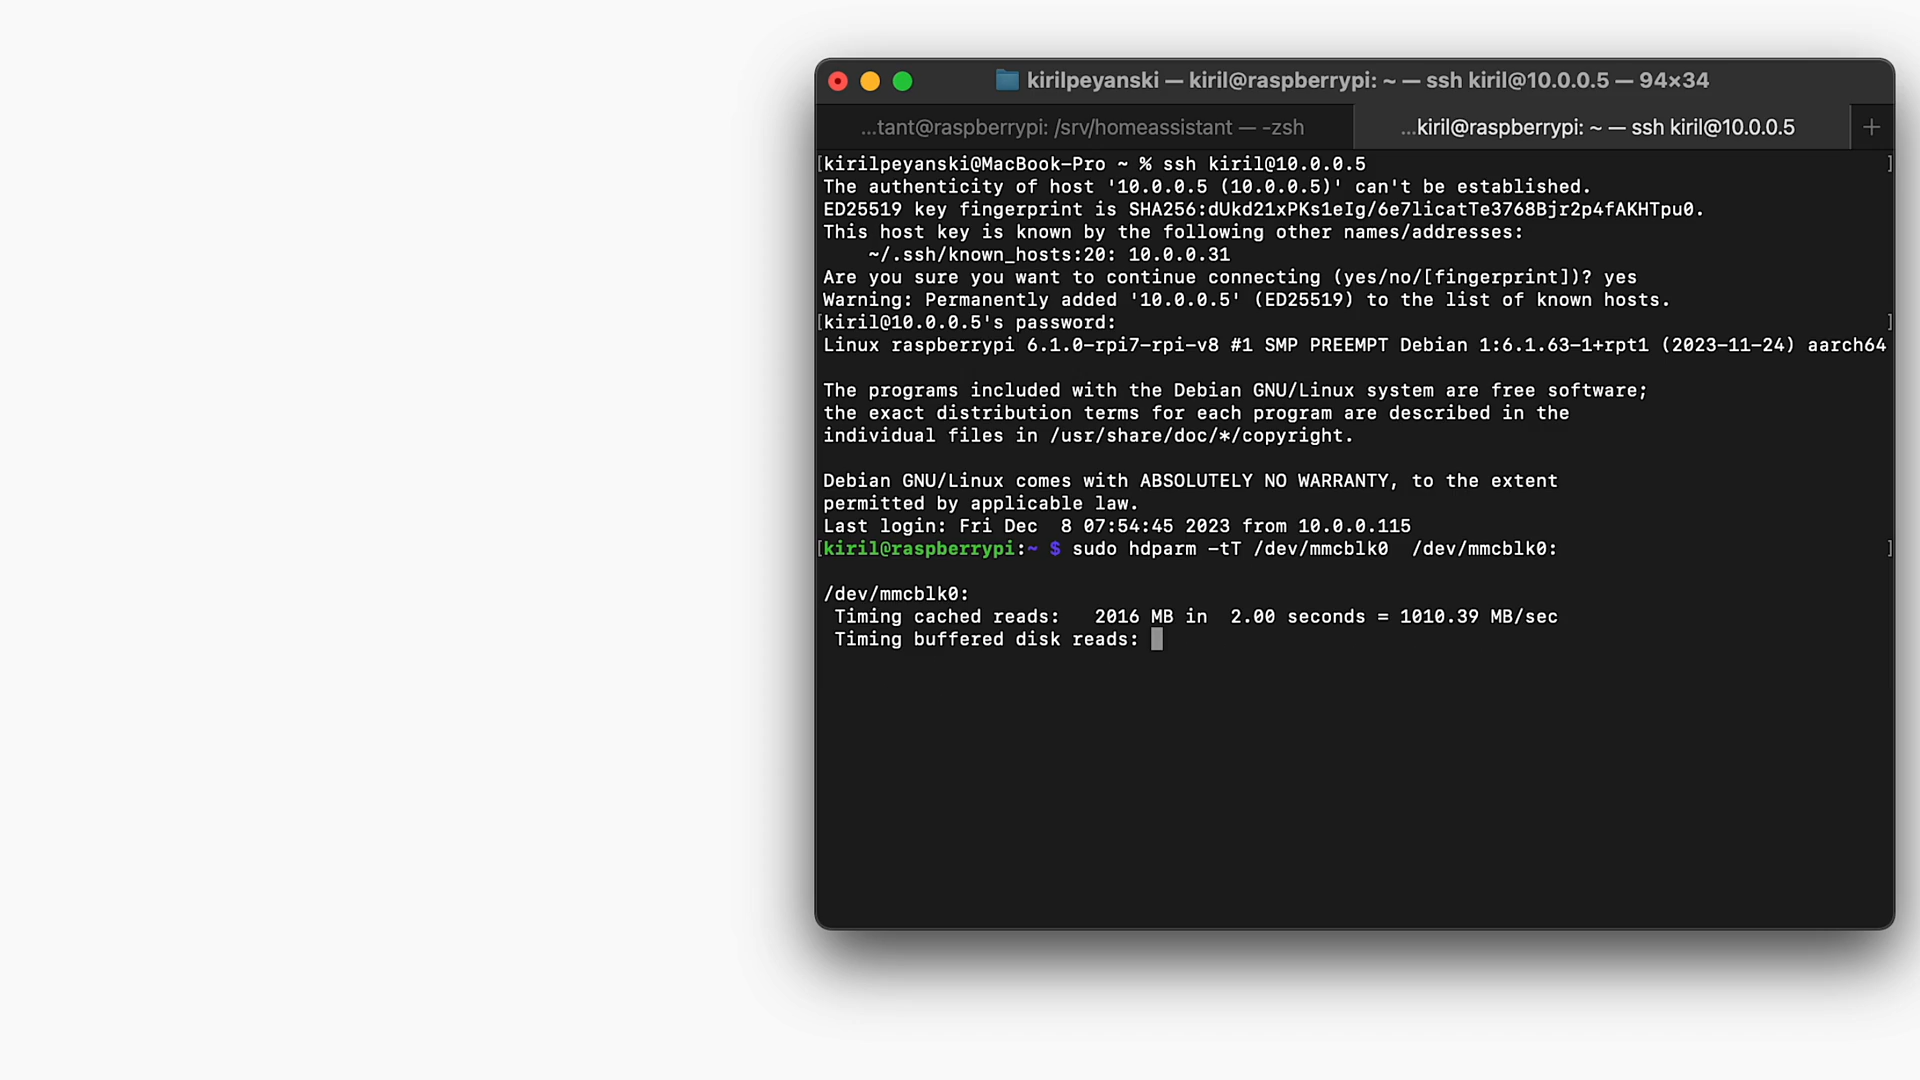 kirilpeyanski — kiril@raspberrypi: ~ — ssh kiril@10.0.0.5 — 94×34
...tant@raspberrypi: /srv/homeassistant — -zsh
...kiril@raspberrypi: ~ — ssh kiril@10.0.0.5
+
[kirilpeyanski@MacBook-Pro ~ % ssh kiril@10.0.0.5 ]
The authenticity of host '10.0.0.5 (10.0.0.5)' can't be established.
ED25519 key fingerprint is SHA256:dUkd21xPKs1eIg/6e7licatTe3768Bjr2p4fAKHTpu0.
This host key is known by the following other names/addresses:
    ~/.ssh/known_hosts:20: 10.0.0.31
Are you sure you want to continue connecting (yes/no/[fingerprint])? yes
Warning: Permanently added '10.0.0.5' (ED25519) to the list of known hosts.
[kiril@10.0.0.5's password: ]
Linux raspberrypi 6.1.0-rpi7-rpi-v8 #1 SMP PREEMPT Debian 1:6.1.63-1+rpt1 (2023-11-24) aarch64
The programs included with the Debian GNU/Linux system are free software;
the exact distribution terms for each program are described in the
individual files in /usr/share/doc/*/copyright.
Debian GNU/Linux comes with ABSOLUTELY NO WARRANTY, to the extent
permitted by applicable law.
Last login: Fri Dec  8 07:54:45 2023 from 10.0.0.115
[kiril@raspberrypi:~ $ sudo hdparm -tT /dev/mmcblk0  /dev/mmcblk0: ]
/dev/mmcblk0:
 Timing cached reads:   2016 MB in  2.00 seconds = 1010.39 MB/sec
 Timing buffered disk reads: